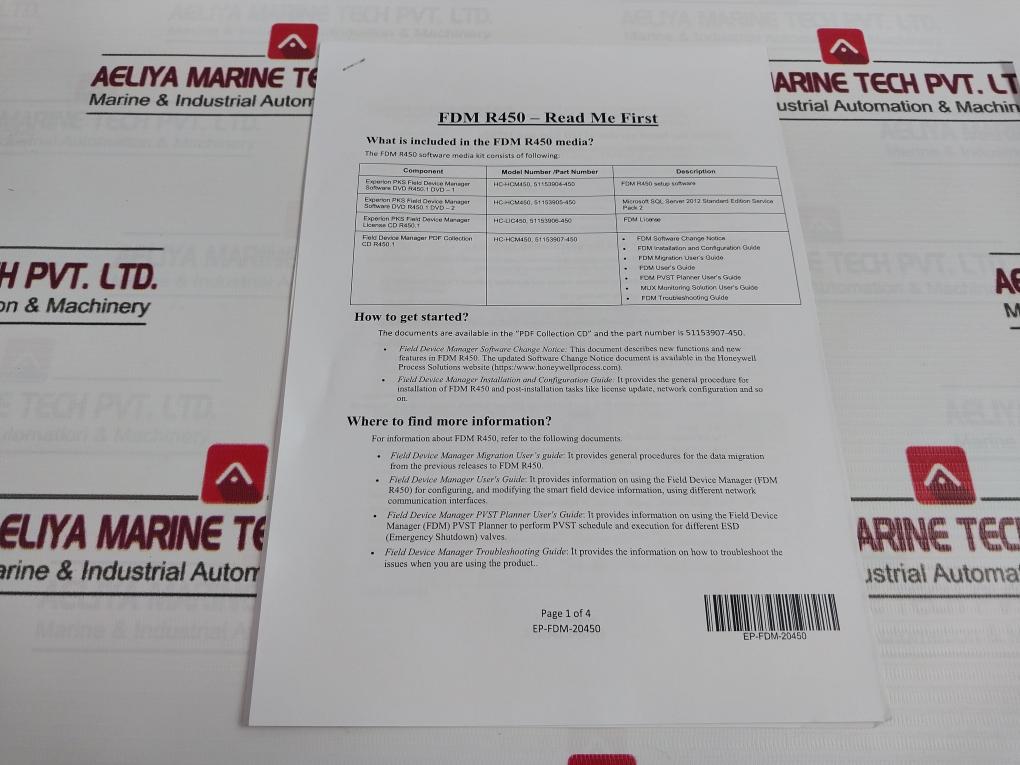 AELIYA MARINE TE
Marine & Industrial Autom
ARINE TECH PVT. LT
ustrial Automation & Machin
FDM R450 – Read Me First
What is included in the FDM R450 media?
The FDM R450 software media kit consists of following:
Component Model Number /Part Number Description
Experion PKS Field Device Manager
Software DVD R450.1 DVD – 1
HC-HCM450, 51153904-450
FDM R450 setup software
Experion PKS Field Device Manager
Software DVD R450.1 DVD – 2
HC-HCM450, 51153905-450
Microsoft SQL Server 2012 Standard Edition Service
Pack 2
Experion PKS Field Device Manager
License CD R450.1
HC-LIC450, 51153906-450
FDM License
Field Device Manager PDF Collection
CD R450.1
HC-HCM450, 51153907-450
• FDM Software Change Notice
• FDM Installation and Configuration Guide
• FDM Migration User's Guide
• FDM User's Guide
• FDM PVST Planner User's Guide
• MUX Monitoring Solution User's Guide
• FDM Troubleshooting Guide
How to get started?
The documents are available in the "PDF Collection CD" and the part number is 51153907-450.
• Field Device Manager Software Change Notice: This document describes new functions and new
features in FDM R450. The updated Software Change Notice document is available in the Honeywell
Process Solutions website (https:/www.honeywellprocess.com).
• Field Device Manager Installation and Configuration Guide: It provides the general procedure for
installation of FDM R450 and post-installation tasks like license update, network configuration and so
on.
Where to find more information?
For information about FDM R450, refer to the following documents.
• Field Device Manager Migration User's guide: It provides general procedures for the data migration
from the previous releases to FDM R450.
• Field Device Manager User's Guide: It provides information on using the Field Device Manager (FDM
R450) for configuring, and modifying the smart field device information, using different network
communication interfaces.
• Field Device Manager PVST Planner User's Guide: It provides information on using the Field Device
Manager (FDM) PVST Planner to perform PVST schedule and execution for different ESD
(Emergency Shutdown) valves.
• Field Device Manager Troubleshooting Guide: It provides the information on how to troubleshoot the
issues when you are using the product..
Page 1 of 4
EP-FDM-20450
EP-FDM-20450
H PVT. LTD.
on & Machinery
AE
M
ELIYA MARINE TE
arine & Industrial Autom
ARINE TEC
ustrial Automa